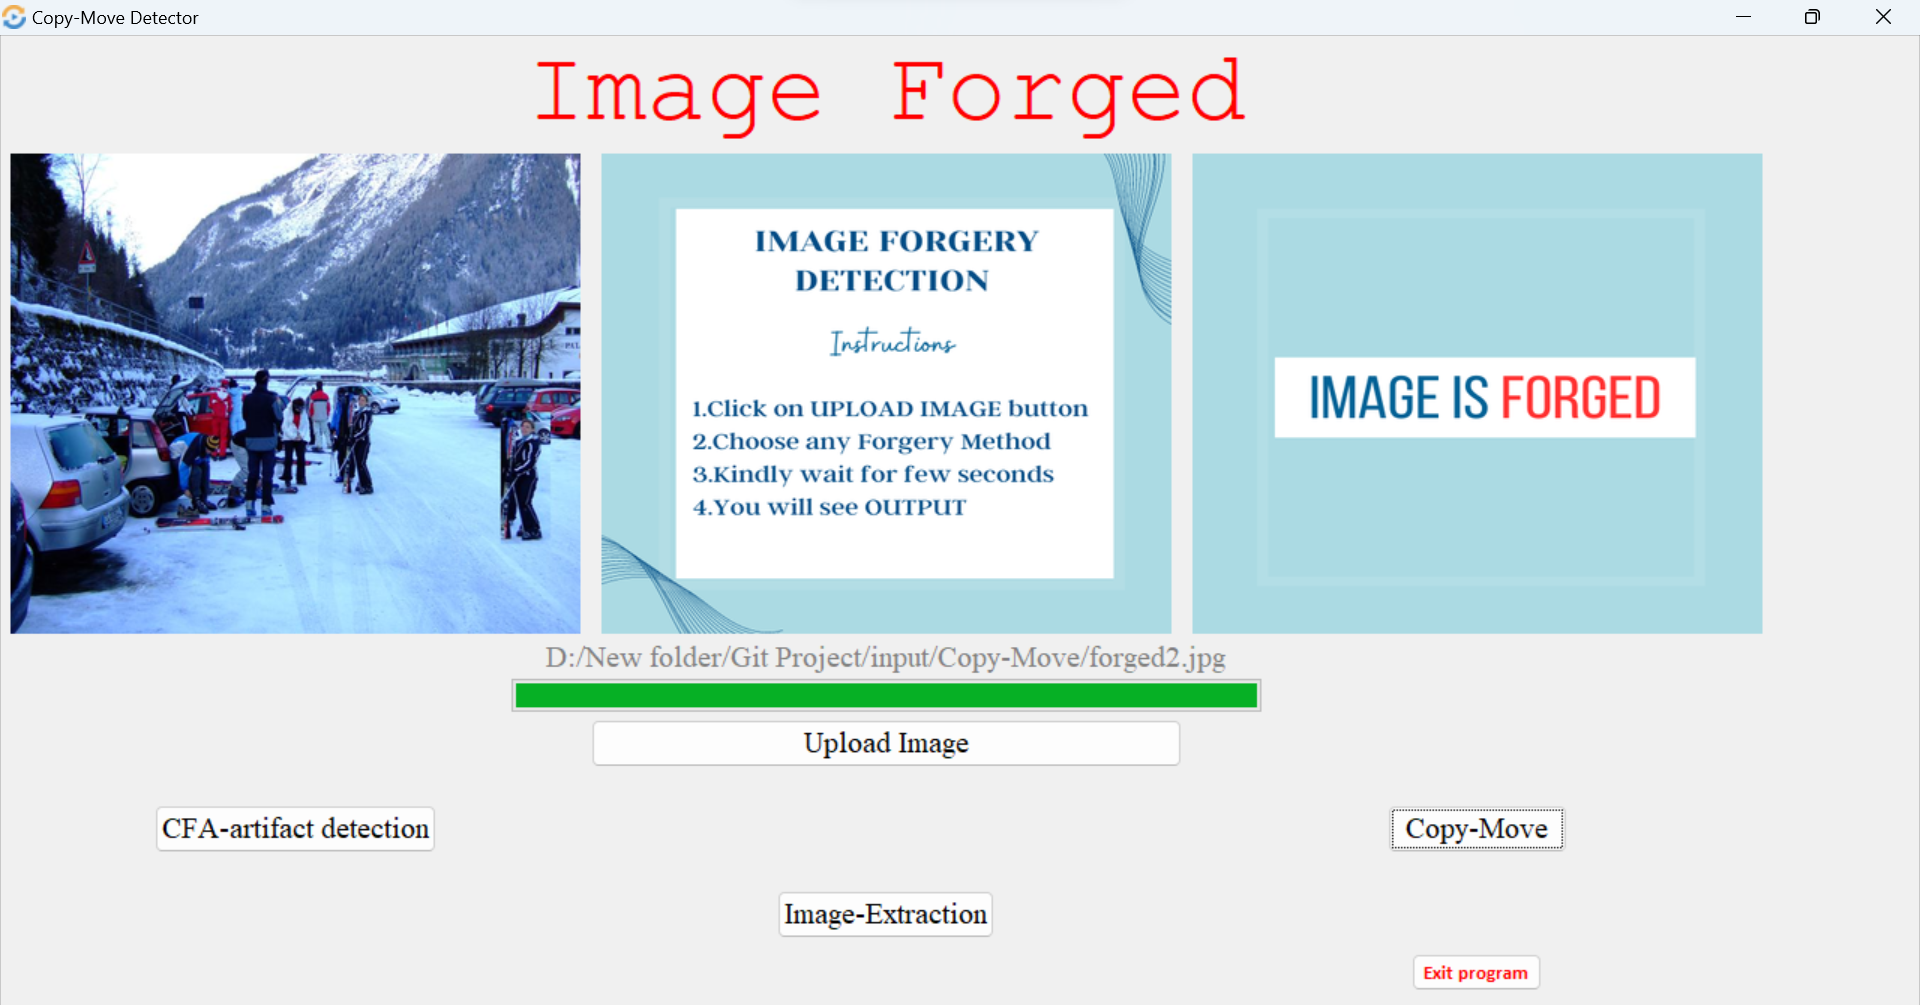 Copy-Move Detector
Image Forged
IMAGE FORGERY
DETECTION
Instructions
1.Click on UPLOAD IMAGE button
2.Choose any Forgery Method
3.Kindly wait for few seconds
4.You will see OUTPUT
IMAGE IS FORGED
D:/New folder/Git Project/input/Copy-Move/forged2.jpg
Upload Image
CFA-artifact detection
Copy-Move
Image-Extraction
Exit program